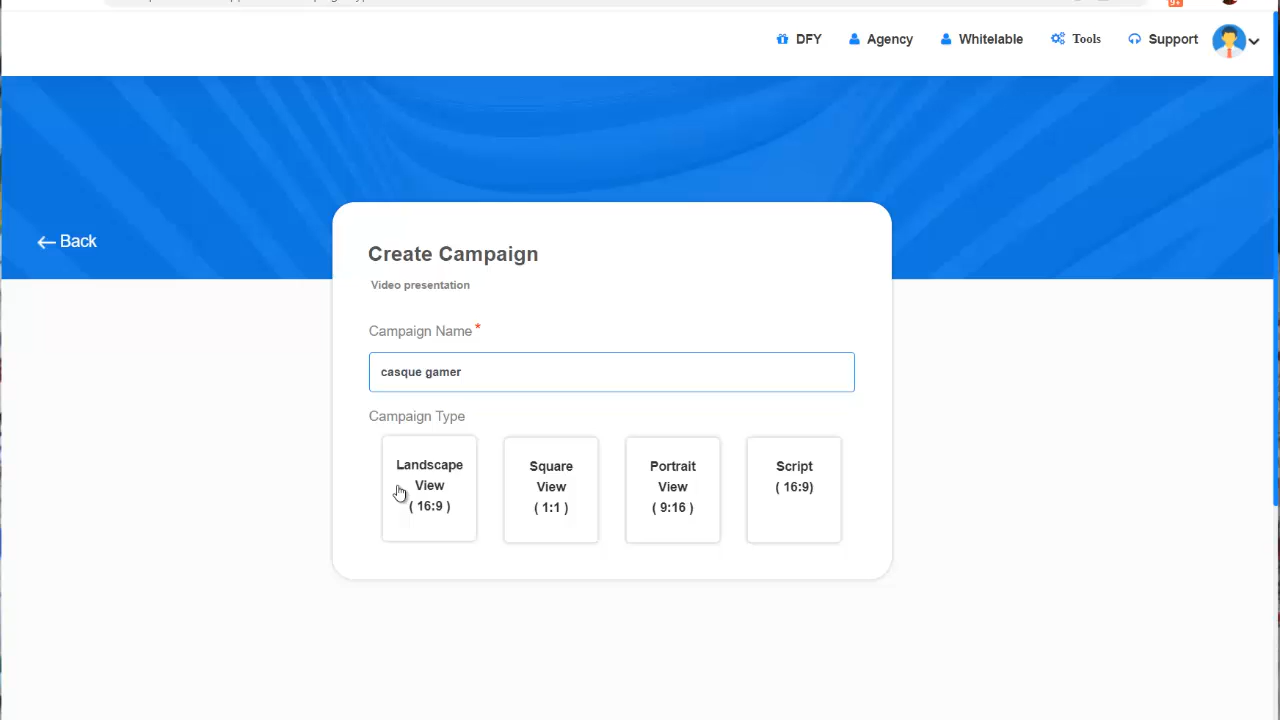 DFY Agency Whitelable Tools Support
Back
Create Campaign
Video presentation
Campaign Name *
casque gamer
Campaign Type
Landscape
View
( 16:9 )
Square
View
( 1:1 )
Portrait
View
( 9:16 )
Script
( 16:9)